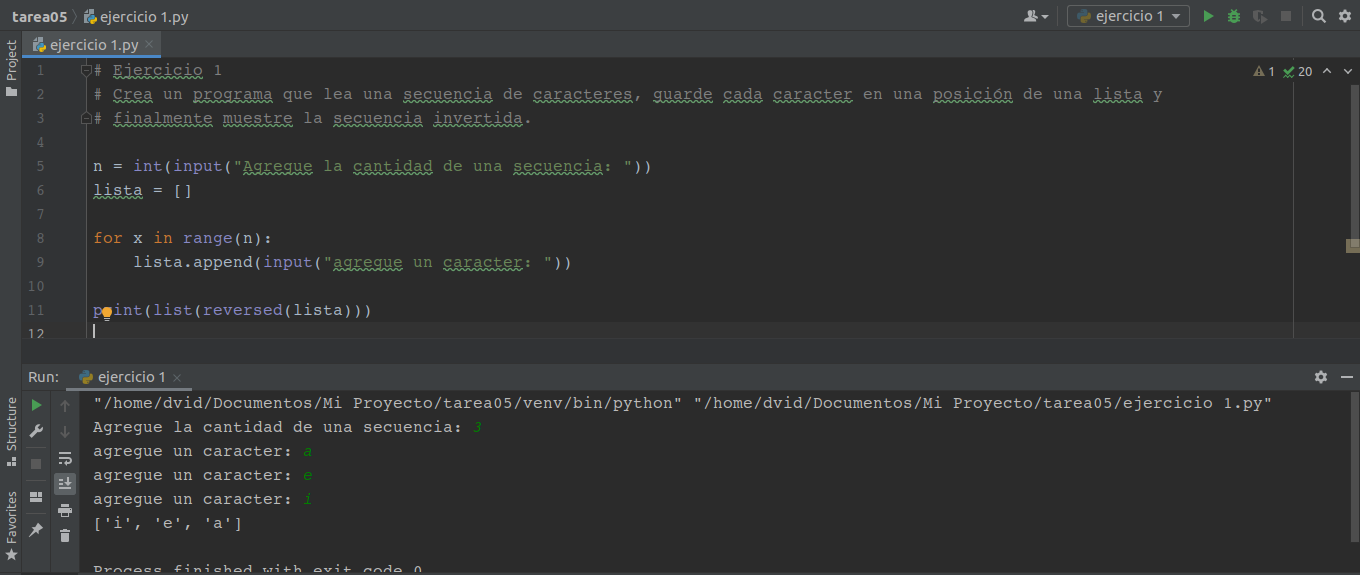 tarea05 ejercicio 1.py ejercicio 1
Project
ejercicio 1.py
1 # Ejercicio 1
1 20
2 # Crea un programa que lea una secuencia de caracteres, guarde cada caracter en una posición de una lista y
3 # finalmente muestre la secuencia invertida.
4
5 n = int(input("Agregue la cantidad de una secuencia: "))
6 lista = []
7
8 for x in range(n):
9 lista.append(input("agregue un caracter: "))
10
11 print(list(reversed(lista)))
12
Run: ejercicio 1
"/home/dvid/Documentos/Mi Proyecto/tarea05/venv/bin/python" "/home/dvid/Documentos/Mi Proyecto/tarea05/ejercicio 1.py"
Agregue la cantidad de una secuencia: 3
agregue un caracter: a
agregue un caracter: e
agregue un caracter: i
['i', 'e', 'a']
Process finished with exit code 0
Structure
Favorites